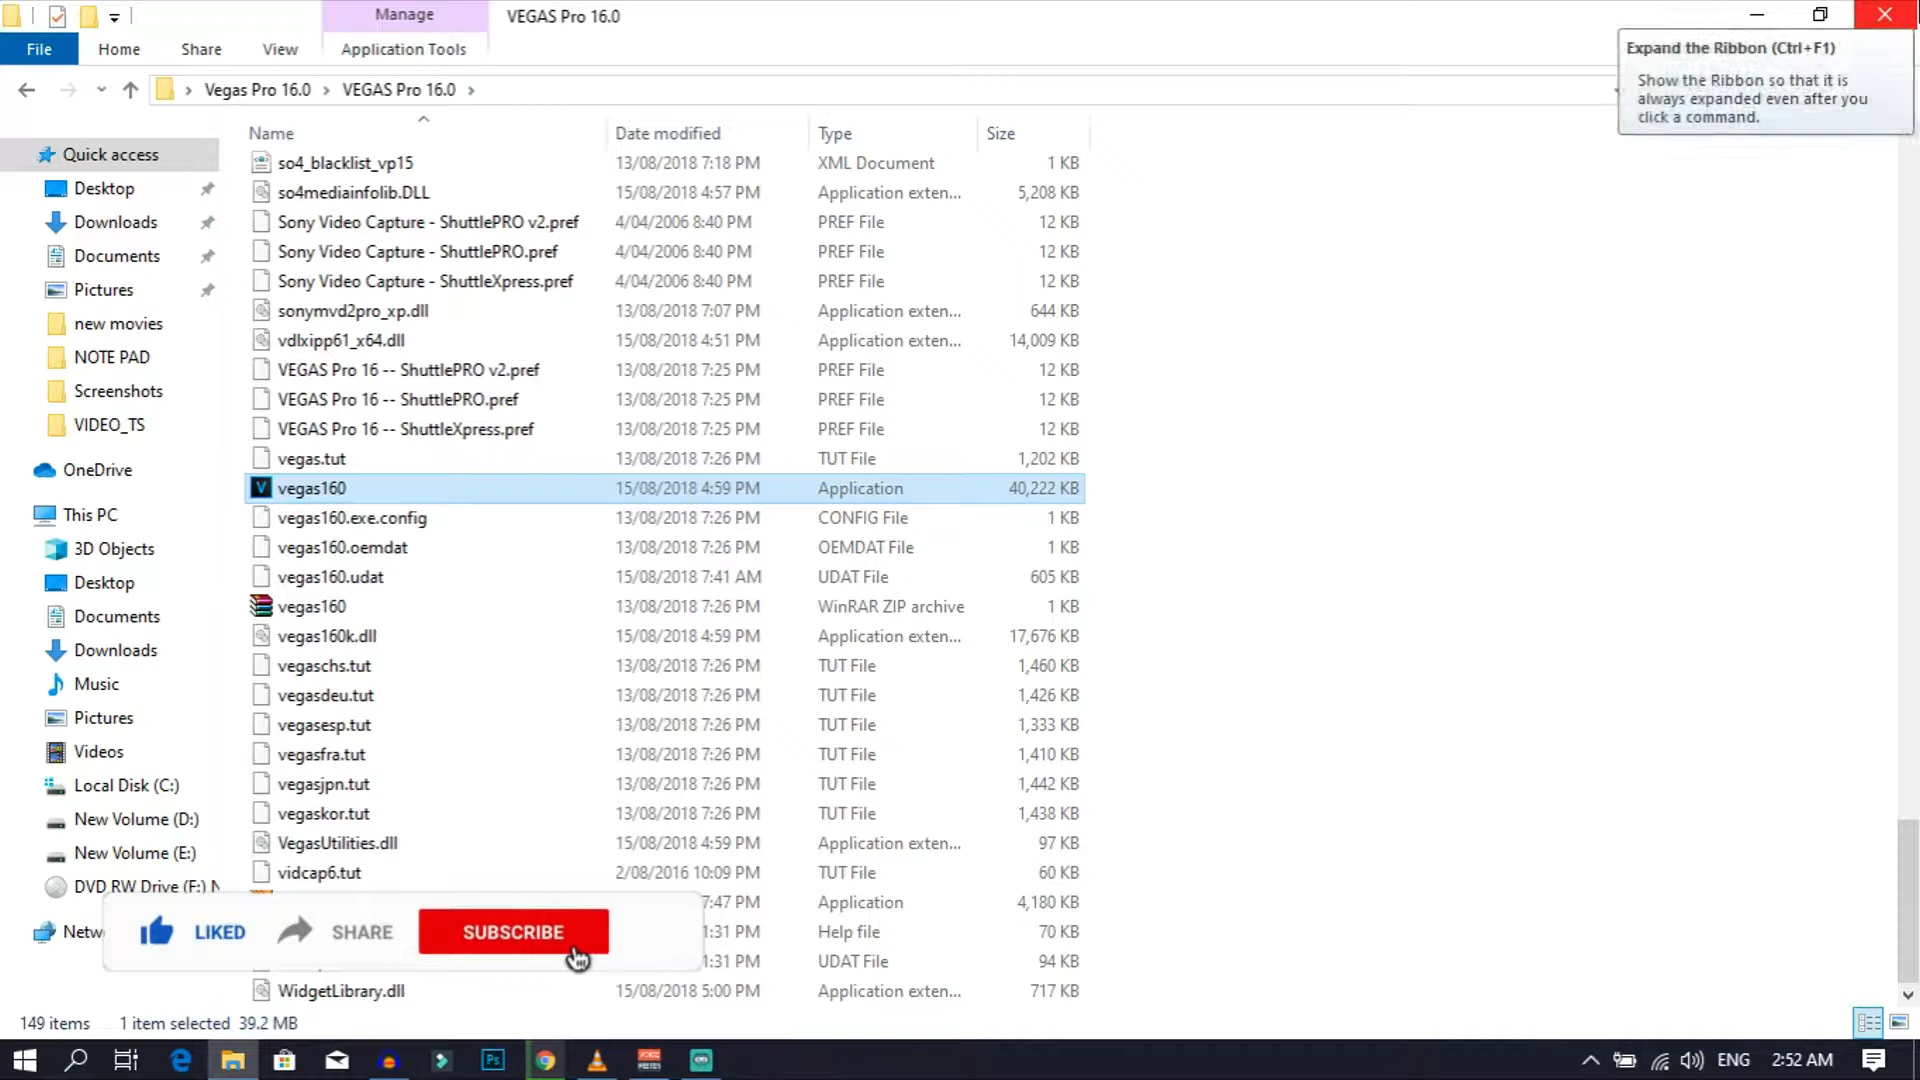 Manage
VEGAS Pro 16.0
File
Home
Share
View
Application Tools
Expand the Ribbon (Ctrl+F1)
Show the Ribbon so that it is
always expanded even after you
click a command.
Vegas Pro 16.0
VEGAS Pro 16.0
Name
Date modified
Type
Size
Quick access
Desktop
Downloads
Documents
Pictures
new movies
NOTE PAD
Screenshots
VIDEO_TS
OneDrive
This PC
3D Objects
Desktop
Documents
Downloads
Music
Pictures
Videos
Local Disk (C:)
New Volume (D:)
New Volume (E:)
DVD RW Drive (F:) N
Netw
so4_blacklist_vp15 13/08/2018 7:18 PM XML Document 1 KB
so4mediainfolib.DLL 15/08/2018 4:57 PM Application exten... 5,208 KB
Sony Video Capture - ShuttlePRO v2.pref 4/04/2006 8:40 PM PREF File 12 KB
Sony Video Capture - ShuttlePRO.pref 4/04/2006 8:40 PM PREF File 12 KB
Sony Video Capture - ShuttleXpress.pref 4/04/2006 8:40 PM PREF File 12 KB
sonymvd2pro_xp.dll 13/08/2018 7:07 PM Application exten... 644 KB
vdlxipp61_x64.dll 15/08/2018 4:51 PM Application exten... 14,009 KB
VEGAS Pro 16 -- ShuttlePRO v2.pref 13/08/2018 7:25 PM PREF File 12 KB
VEGAS Pro 16 -- ShuttlePRO.pref 13/08/2018 7:25 PM PREF File 12 KB
VEGAS Pro 16 -- ShuttleXpress.pref 13/08/2018 7:25 PM PREF File 12 KB
vegas.tut 13/08/2018 7:26 PM TUT File 1,202 KB
vegas160 15/08/2018 4:59 PM Application 40,222 KB
vegas160.exe.config 13/08/2018 7:26 PM CONFIG File 1 KB
vegas160.oemdat 13/08/2018 7:26 PM OEMDAT File 1 KB
vegas160.udat 15/08/2018 7:41 AM UDAT File 605 KB
vegas160 13/08/2018 7:26 PM WinRAR ZIP archive 1 KB
vegas160k.dll 15/08/2018 4:59 PM Application exten... 17,676 KB
vegaschs.tut 13/08/2018 7:26 PM TUT File 1,460 KB
vegasdeu.tut 13/08/2018 7:26 PM TUT File 1,426 KB
vegasesp.tut 13/08/2018 7:26 PM TUT File 1,333 KB
vegasfra.tut 13/08/2018 7:26 PM TUT File 1,410 KB
vegasjpn.tut 13/08/2018 7:26 PM TUT File 1,442 KB
vegaskor.tut 13/08/2018 7:26 PM TUT File 1,438 KB
VegasUtilities.dll 15/08/2018 4:59 PM Application exten... 97 KB
vidcap6.tut 2/08/2016 10:09 PM TUT File 60 KB
7:47 PM Application 4,180 KB
1:31 PM Help file 70 KB
1:31 PM UDAT File 94 KB
WidgetLibrary.dll 15/08/2018 5:00 PM Application exten... 717 KB
LIKED
SHARE
SUBSCRIBE
149 items 1 item selected 39.2 MB
Ps
ENG
2:52 AM